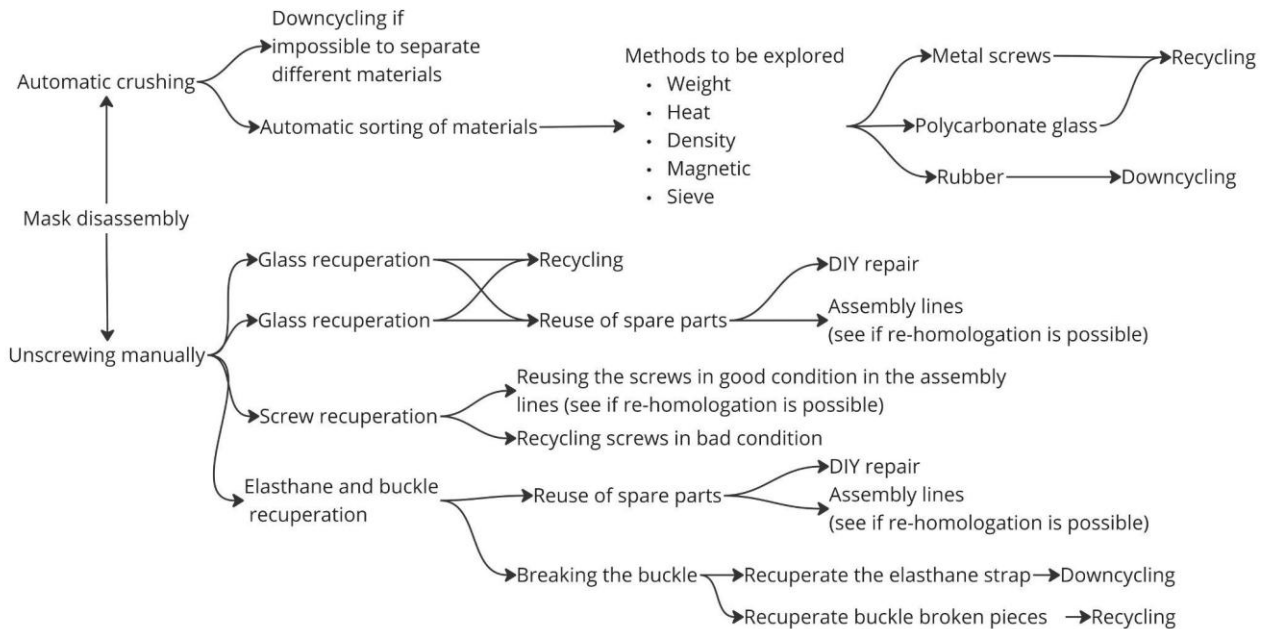 Downcycling if
impossible to separate
different materials
Automatic crushing
Automatic sorting of materials
Methods to be explored
• Weight
• Heat
• Density
• Magnetic
• Sieve
Metal screws
Recycling
Polycarbonate glass
Rubber
Downcycling
Mask disassembly
Glass recuperation
Recycling
DIY repair
Glass recuperation
Reuse of spare parts
Assembly lines
(see if re-homologation is possible)
Unscrewing manually
Reusing the screws in good condition in the assembly
lines (see if re-homologation is possible)
Screw recuperation
Recycling screws in bad condition
Elasthane and buckle
recuperation
Reuse of spare parts
DIY repair
Assembly lines
(see if re-homologation is possible)
Breaking the buckle
Recuperate the elasthane strap
Downcycling
Recuperate buckle broken pieces
Recycling